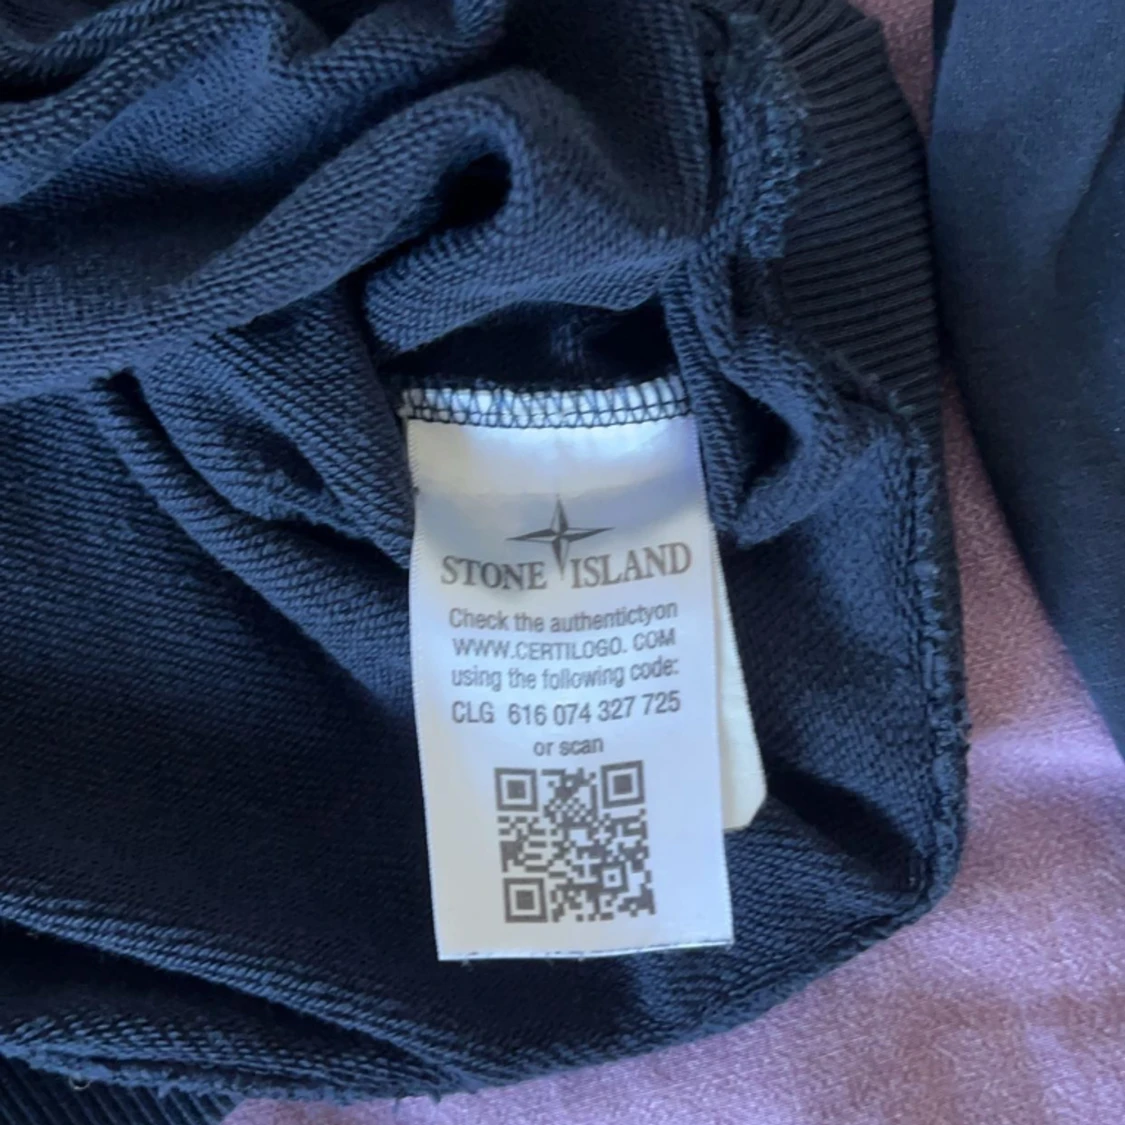 STONE ISLAND
Check the authentictyon
WWW.CERTILOGO. COM
using the following code:
CLG 616 074 327 725
or scan